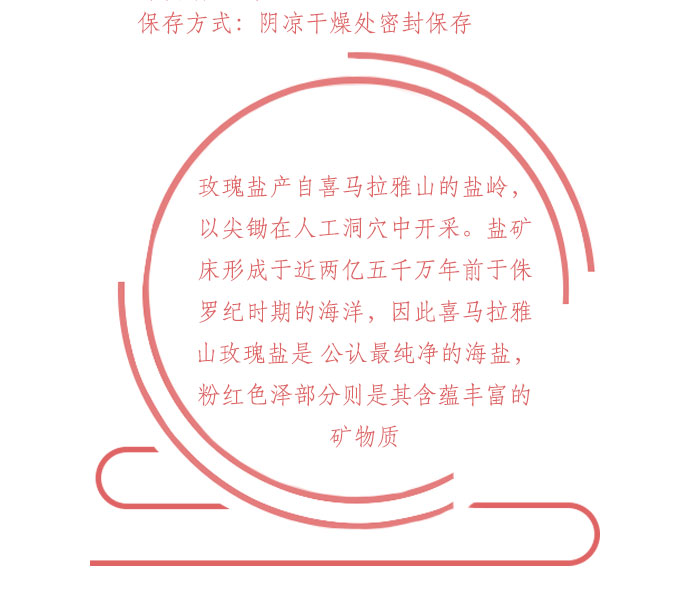 保存方式：阴凉干燥处密封保存
玫瑰盐产自喜马拉雅山的盐岭，
以尖锄在人工洞穴中开采。盐矿
床形成于近两亿五千万年前于侏
罗纪时期的海洋，因此喜马拉雅
山玫瑰盐是 公认最纯净的海盐，
粉红色泽部分则是其含蕴丰富的
矿物质